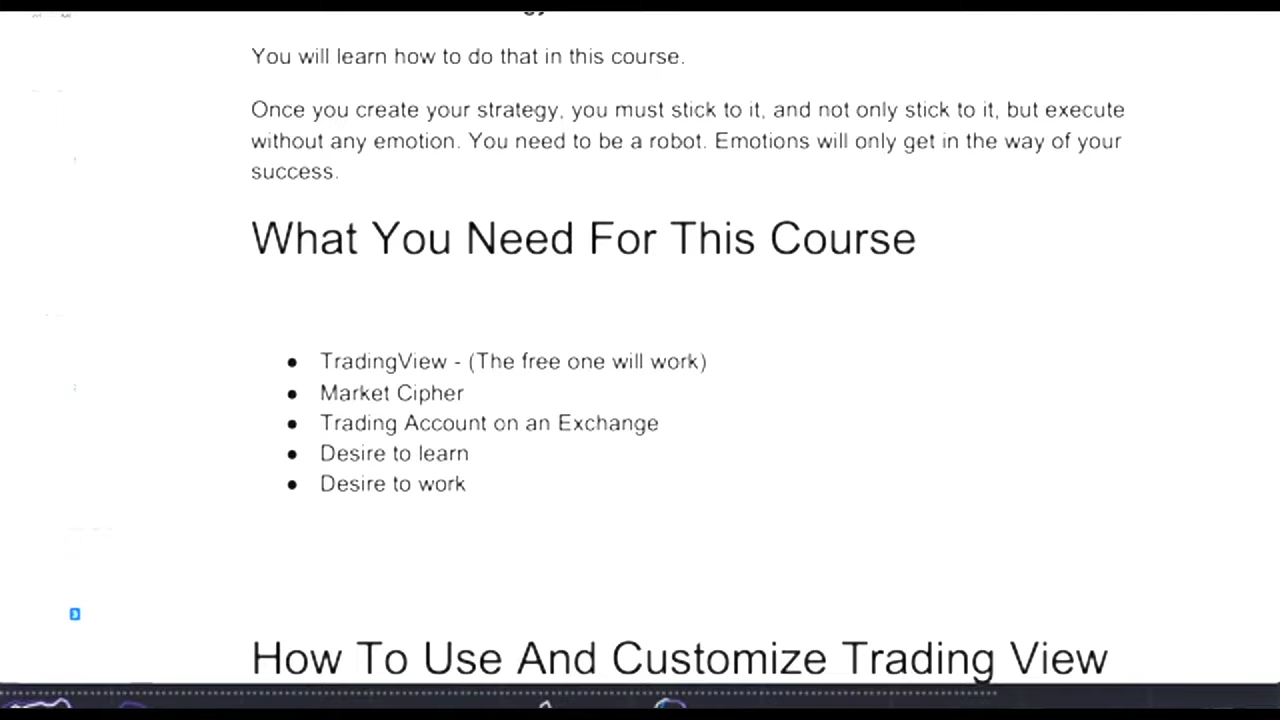 You will learn how to do that in this course.
Once you create your strategy, you must stick to it, and not only stick to it, but execute
without any emotion. You need to be a robot. Emotions will only get in the way of your
success.
What You Need For This Course
● TradingView - (The free one will work)
● Market Cipher
● Trading Account on an Exchange
● Desire to learn
● Desire to work
How To Use And Customize Trading View